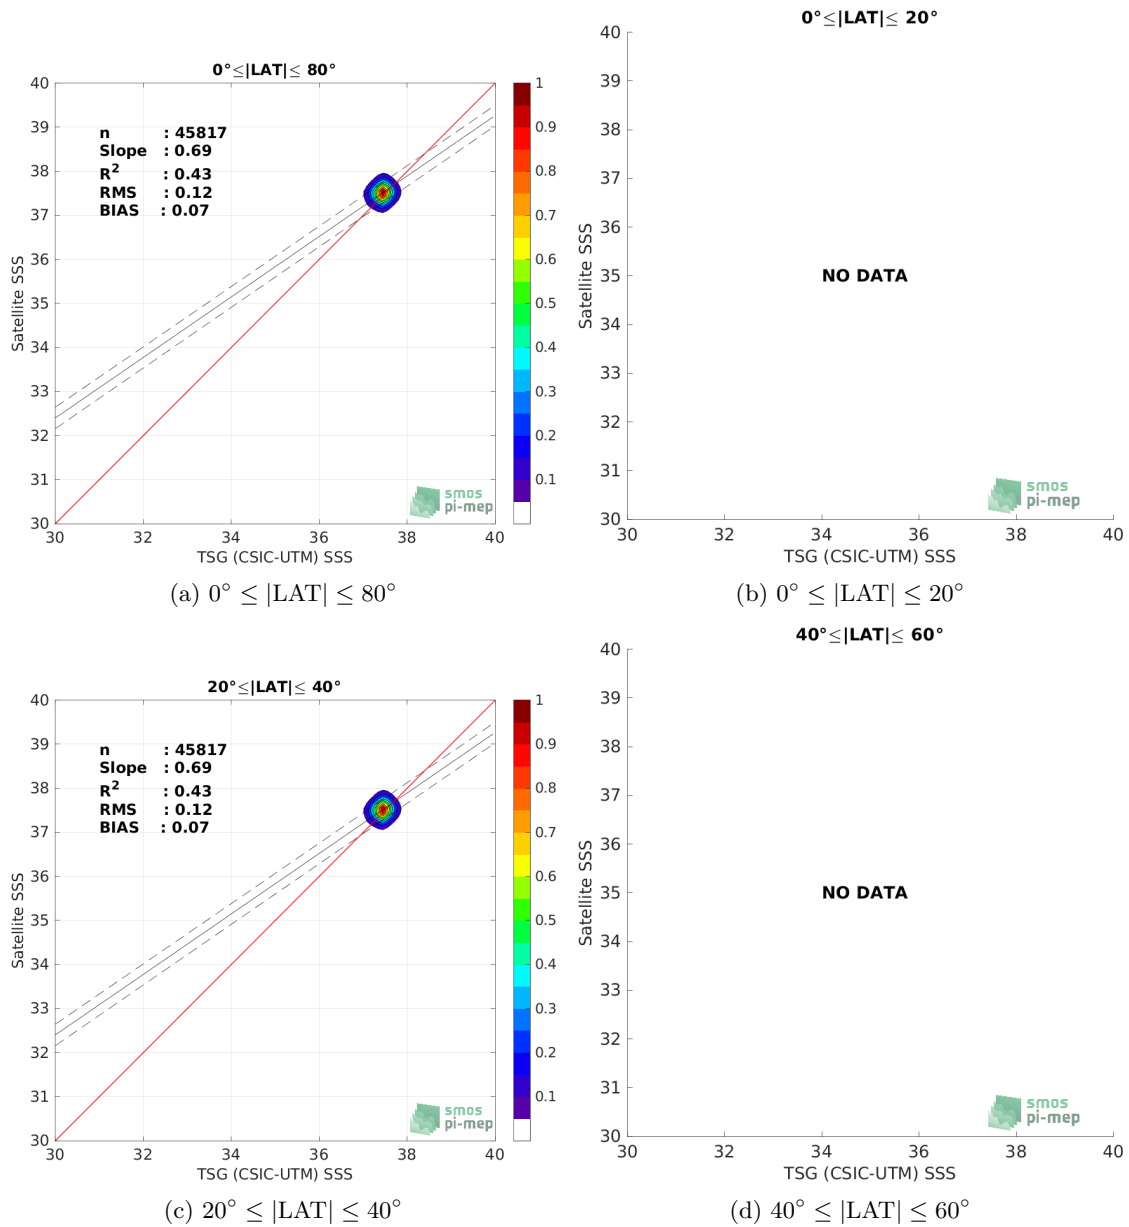 0°≤|LAT|≤ 80°
40
39
38
37
36
35
34
33
32
31
30
Satellite SSS
n : 45817
Slope : 0.69
R² : 0.43
RMS : 0.12
BIAS : 0.07
1
0.9
0.8
0.7
0.6
0.5
0.4
0.3
0.2
0.1
smos
pi-mep
30 32 34 36 38 40
TSG (CSIC-UTM) SSS
(a) 0° ≤ |LAT| ≤ 80°
0°≤|LAT|≤ 20°
40
39
38
37
36
35
34
33
32
31
30
Satellite SSS
NO DATA
smos
pi-mep
30 32 34 36 38 40
TSG (CSIC-UTM) SSS
(b) 0° ≤ |LAT| ≤ 20°
20°≤|LAT|≤ 40°
40
39
38
37
36
35
34
33
32
31
30
Satellite SSS
n : 45817
Slope : 0.69
R² : 0.43
RMS : 0.12
BIAS : 0.07
1
0.9
0.8
0.7
0.6
0.5
0.4
0.3
0.2
0.1
smos
pi-mep
30 32 34 36 38 40
TSG (CSIC-UTM) SSS
(c) 20° ≤ |LAT| ≤ 40°
40°≤|LAT|≤ 60°
40
39
38
37
36
35
34
33
32
31
30
Satellite SSS
NO DATA
smos
pi-mep
30 32 34 36 38 40
TSG (CSIC-UTM) SSS
(d) 40° ≤ |LAT| ≤ 60°